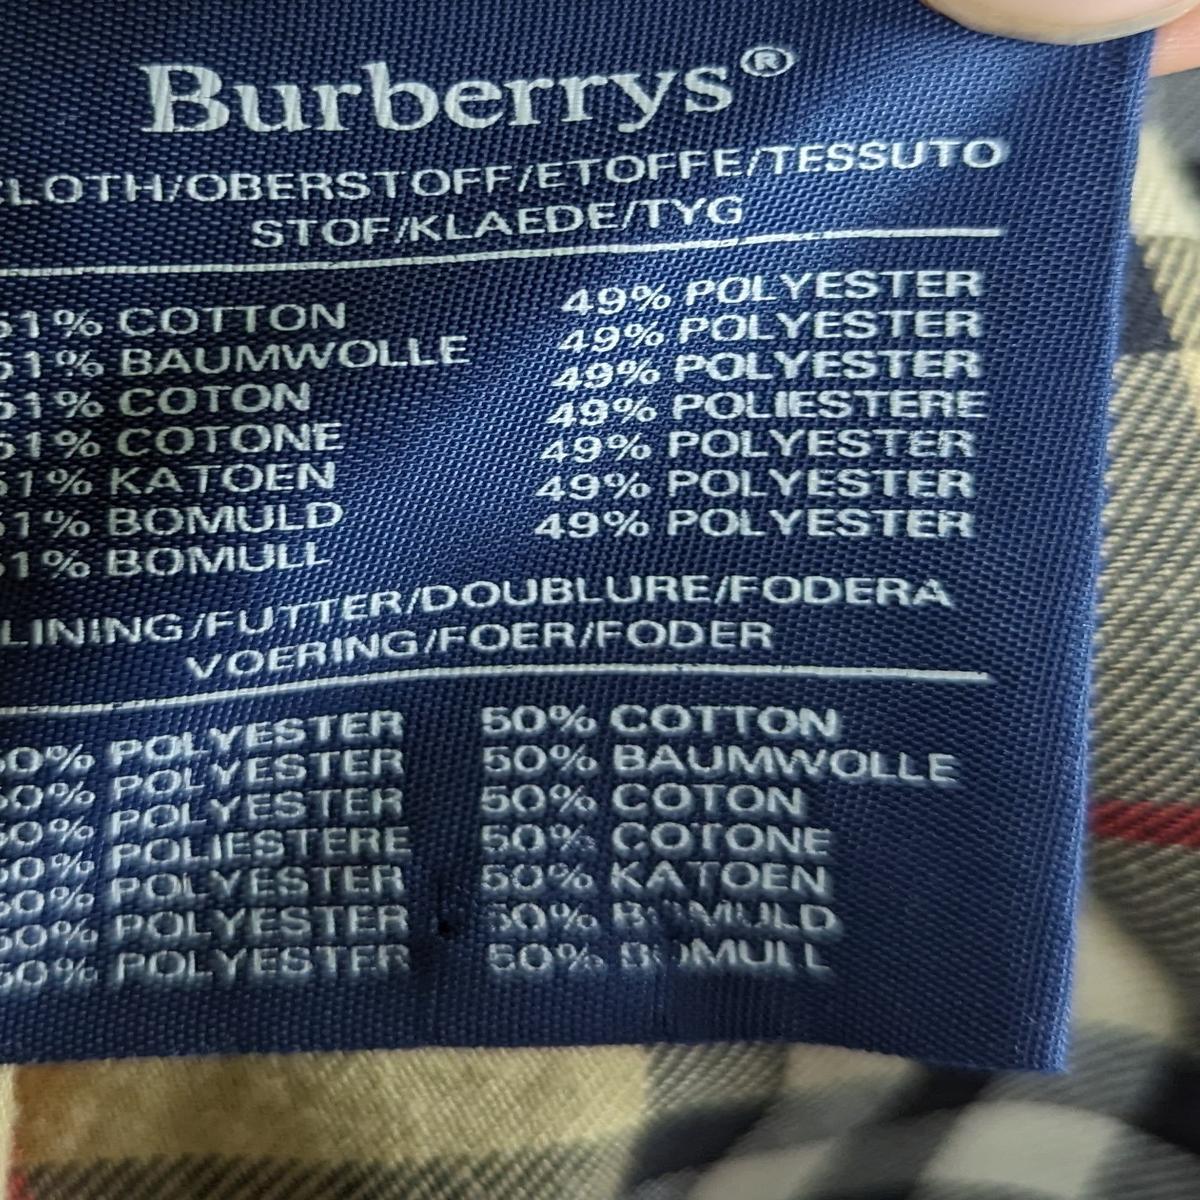 Burberrys®
CLOTH/OBERSTOFF/ETOFFE/TESSUTO
STOF/KLAEDE/TYG
51% COTTON 49% POLYESTER
51% BAUMWOLLE 49% POLYESTER
51% COTON 49% POLYESTER
51% COTONE 49% POLIESTERE
51% KATOEN 49% POLYESTER
51% BOMULD 49% POLYESTER
51% BOMULL 49% POLYESTER
LINING/FUTTER/DOUBLURE/FODERA
VOERING/FOER/FODER
50% POLYESTER 50% COTTON
50% POLYESTER 50% BAUMWOLLE
50% POLYESTER 50% COTON
50% POLIESTERE 50% COTONE
50% POLYESTER 50% KATOEN
50% POLYESTER 50% BOMULD
50% POLYESTER 50% BOMULL